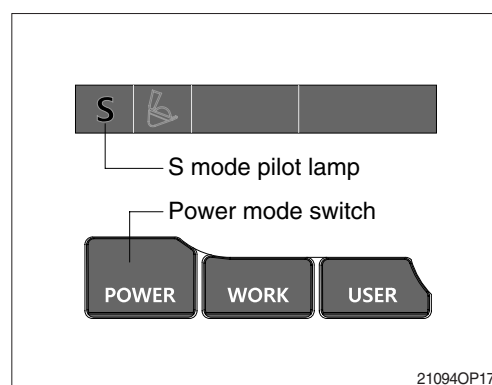 S
S mode pilot lamp
Power mode switch
POWER WORK USER
21094OP17